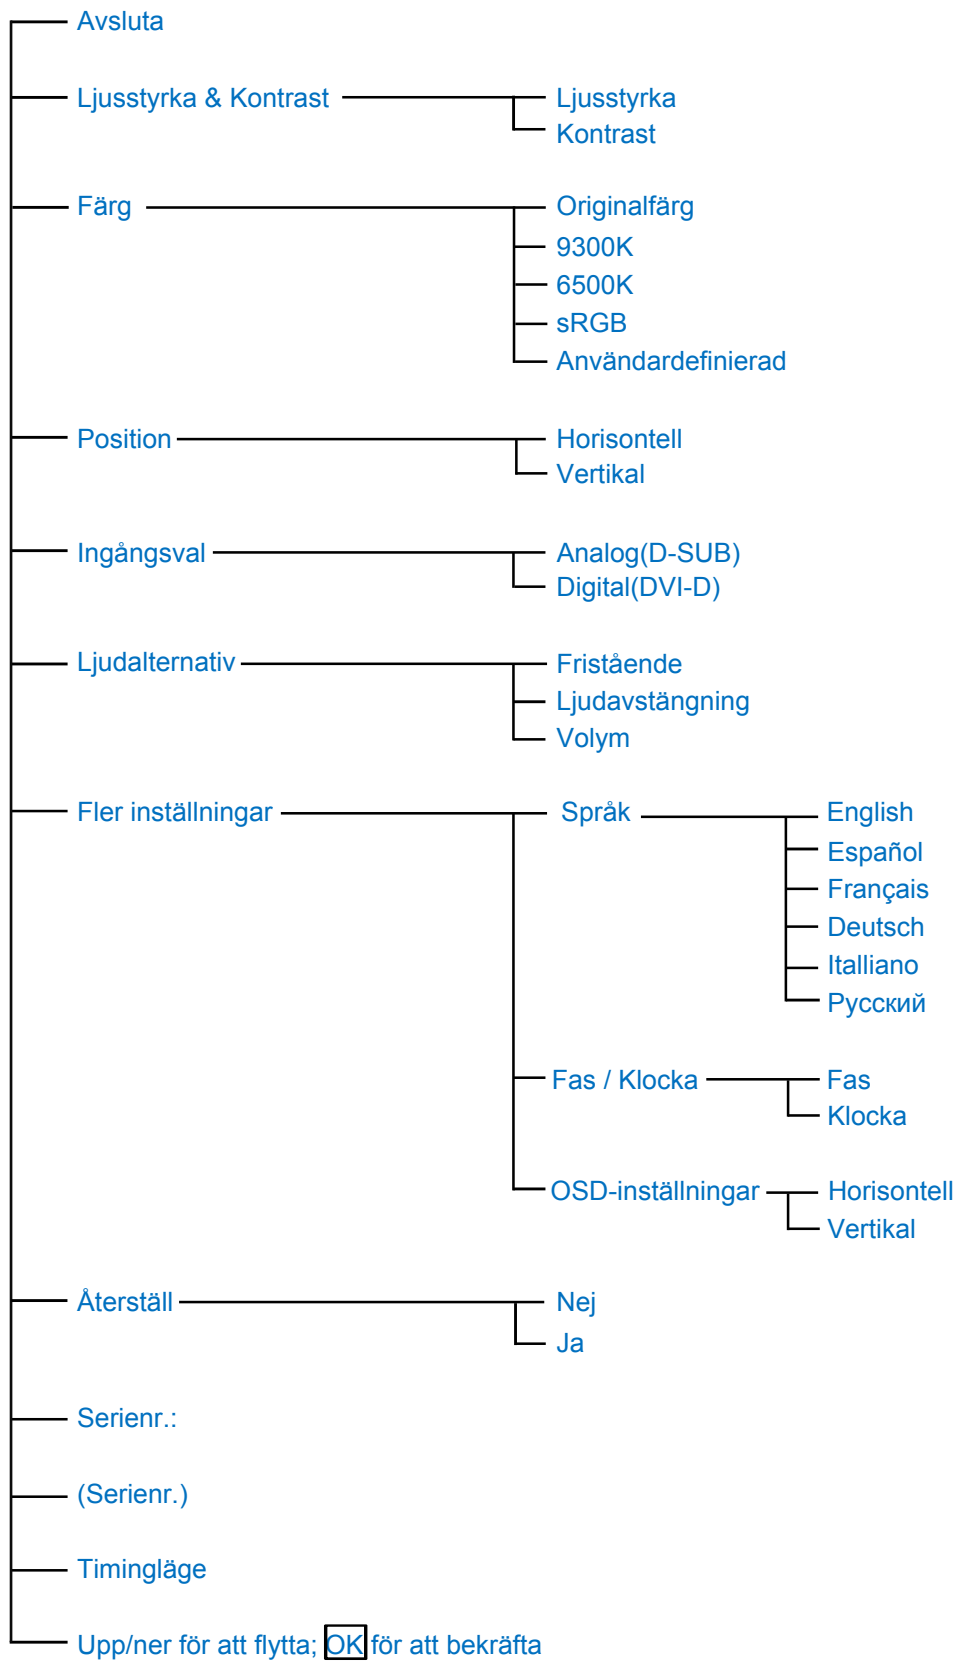 Avsluta
Ljusstyrka & Kontrast
Ljusstyrka
Kontrast
Färg
Originalfärg
9300K
6500K
sRGB
Användardefinierad
Position
Horisontell
Vertikal
Ingångsval
Analog(D-SUB)
Digital(DVI-D)
Ljudalternativ
Fristående
Ljudavstängning
Volym
Fler inställningar
Språk
English
Español
Français
Deutsch
Italliano
Русский
Fas / Klocka
Fas
Klocka
OSD-inställningar
Horisontell
Vertikal
Återställ
Nej
Ja
Serienr.:
(Serienr.)
Timingläge
Upp/ner för att flytta; OK för att bekräfta